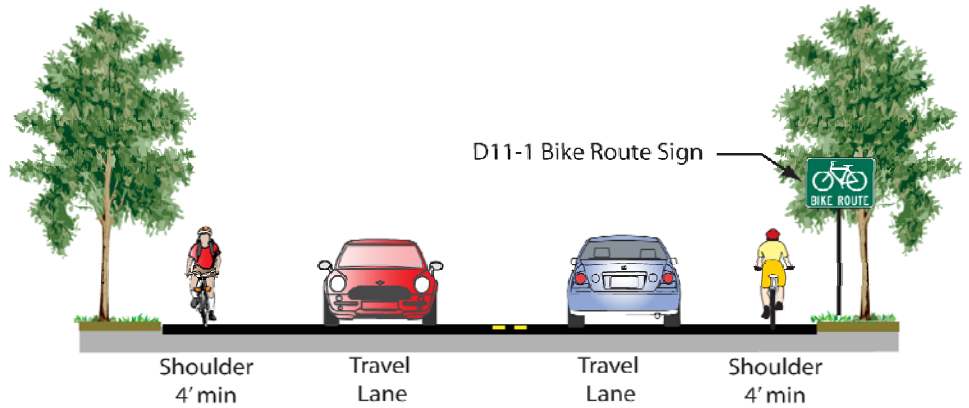 D11-1 Bike Route Sign
BIKE ROUTE
Shoulder
4' min
Travel
Lane
Travel
Lane
Shoulder
4' min